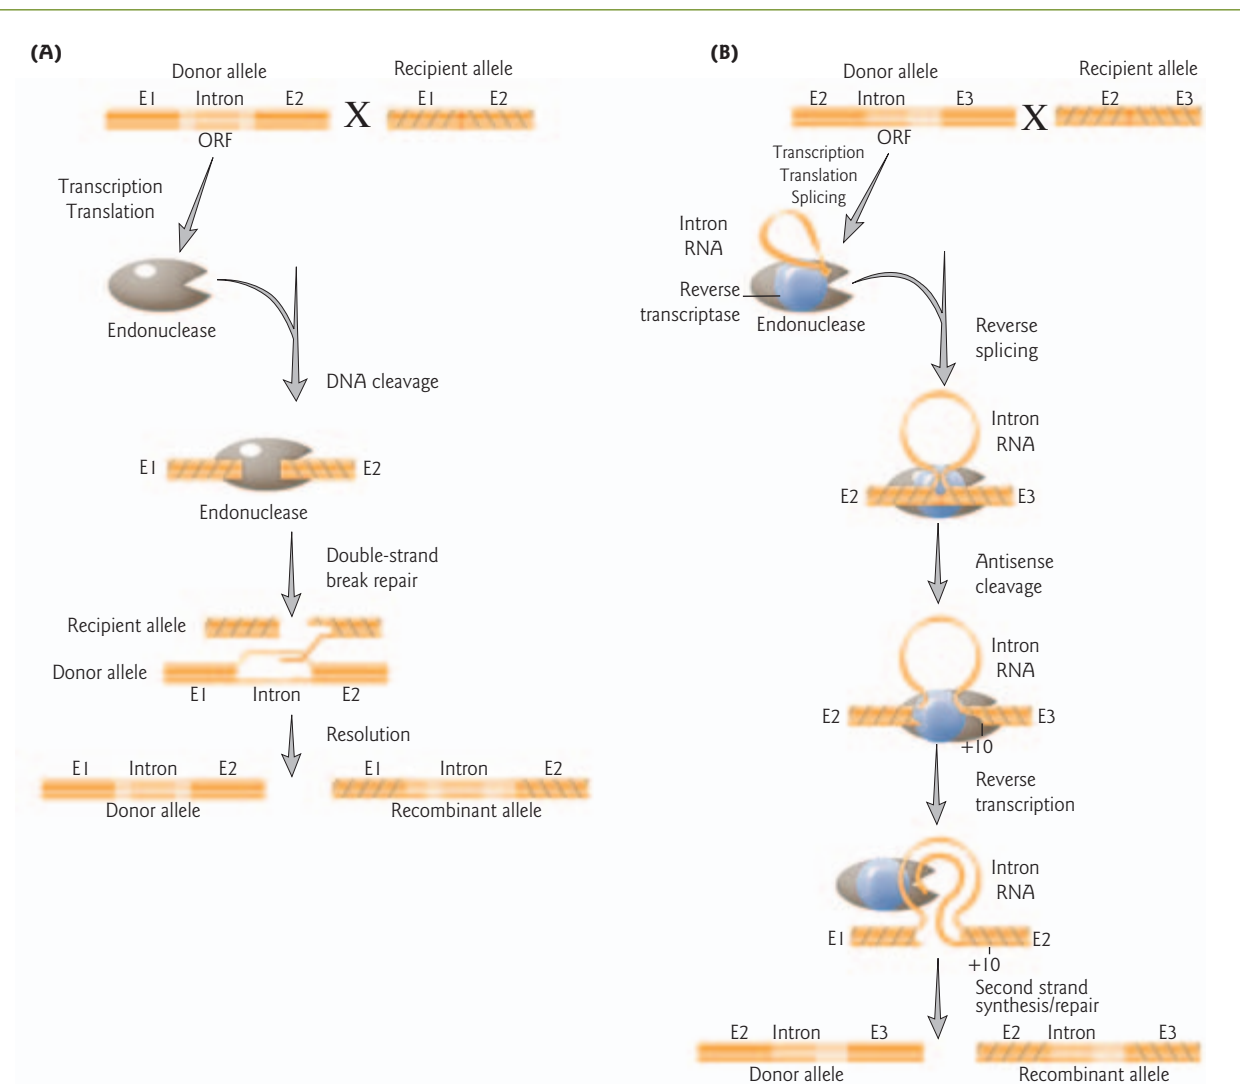 (A)
Donor allele
Recipient allele
E1 Intron E2
X
E1 E2
ORF
Transcription
Translation
Endonuclease
DNA cleavage
E1
E2
Endonuclease
Double-strand
break repair
Recipient allele
Donor allele
E1 Intron E2
Resolution
E1 Intron E2
Donor allele
E1 Intron E2
Recombinant allele
(B)
Donor allele
Recipient allele
E2 Intron E3
X
E2 E3
ORF
Transcription
Translation
Splicing
Intron
RNA
Reverse
transcriptase
Endonuclease
Reverse
splicing
Intron
RNA
E2
E3
Antisense
cleavage
Intron
RNA
E2
E3
+10
Reverse
transcription
Intron
RNA
E1
E2
+10
Second strand
synthesis/repair
E2 Intron E3
Donor allele
E2 Intron E3
Recombinant allele